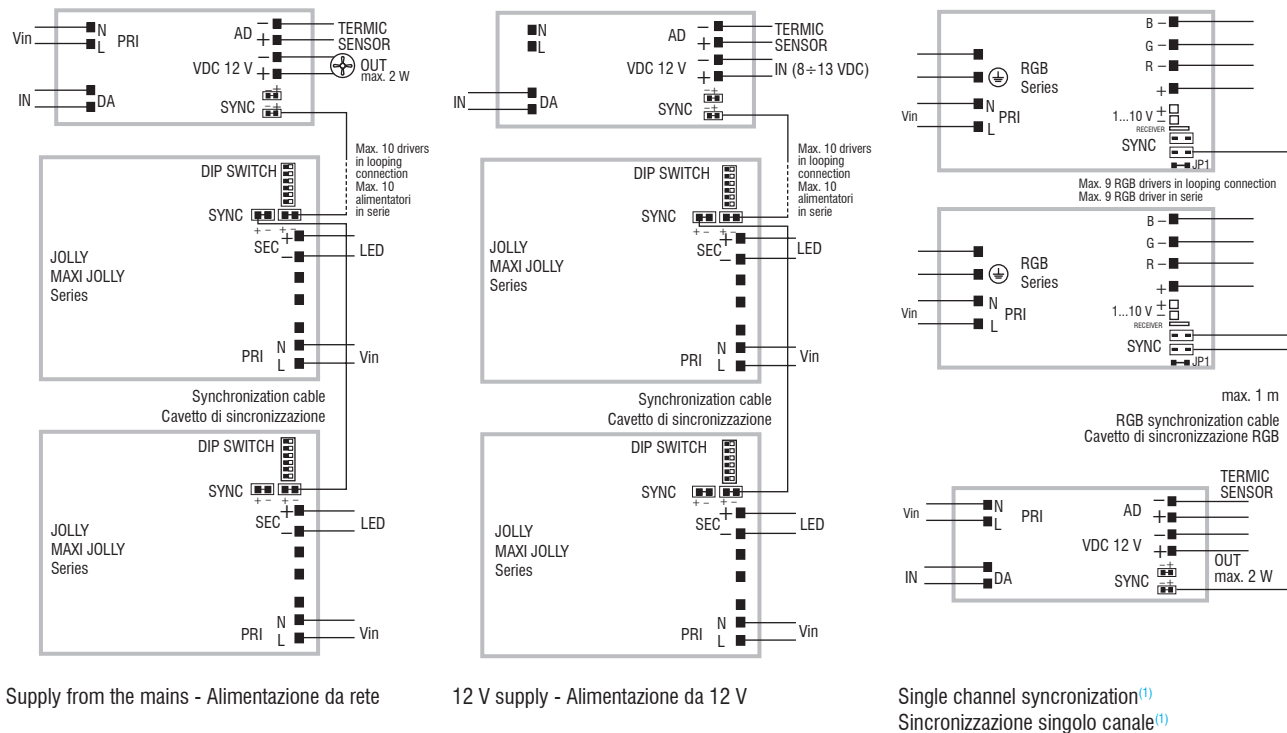 Vin
N
L
PRI
AD
−
+
TERMIC
SENSOR
VDC 12 V
−
+
OUT
max. 2 W
IN
DA
SYNC
− +
− +
Max. 10 drivers
in looping
connection
Max. 10
alimentatori
in serie
DIP SWITCH
SYNC
+ − + −
SEC
+
−
LED
JOLLY
MAXI JOLLY
Series
PRI
N
L
Vin
Synchronization cable
Cavetto di sincronizzazione
DIP SWITCH
SYNC
+ − + −
SEC
+
−
LED
JOLLY
MAXI JOLLY
Series
PRI
N
L
Vin
Supply from the mains - Alimentazione da rete
N
L
AD
−
+
TERMIC
SENSOR
VDC 12 V
−
+
IN (8÷13 VDC)
IN
DA
SYNC
− +
− +
Max. 10 drivers
in looping
connection
Max. 10
alimentatori
in serie
DIP SWITCH
SYNC
+ − + −
SEC
+
−
LED
JOLLY
MAXI JOLLY
Series
PRI
N
L
Vin
Synchronization cable
Cavetto di sincronizzazione
DIP SWITCH
SYNC
+ − + −
SEC
+
−
LED
JOLLY
MAXI JOLLY
Series
PRI
N
L
Vin
12 V supply - Alimentazione da 12 V
B −
G −
R −
+
RGB
Series
Vin
N
L
PRI
1...10 V
+
−
RECEIVER
SYNC
JP1
Max. 9 RGB drivers in looping connection
Max. 9 RGB driver in serie
B −
G −
R −
+
RGB
Series
Vin
N
L
PRI
1...10 V
+
−
RECEIVER
SYNC
JP1
max. 1 m
RGB synchronization cable
Cavetto di sincronizzazione RGB
Vin
N
L
PRI
AD
−
+
TERMIC
SENSOR
VDC 12 V
−
+
OUT
max. 2 W
IN
DA
SYNC
− +
− +
Single channel syncronization(1)
Sincronizzazione singolo canale(1)